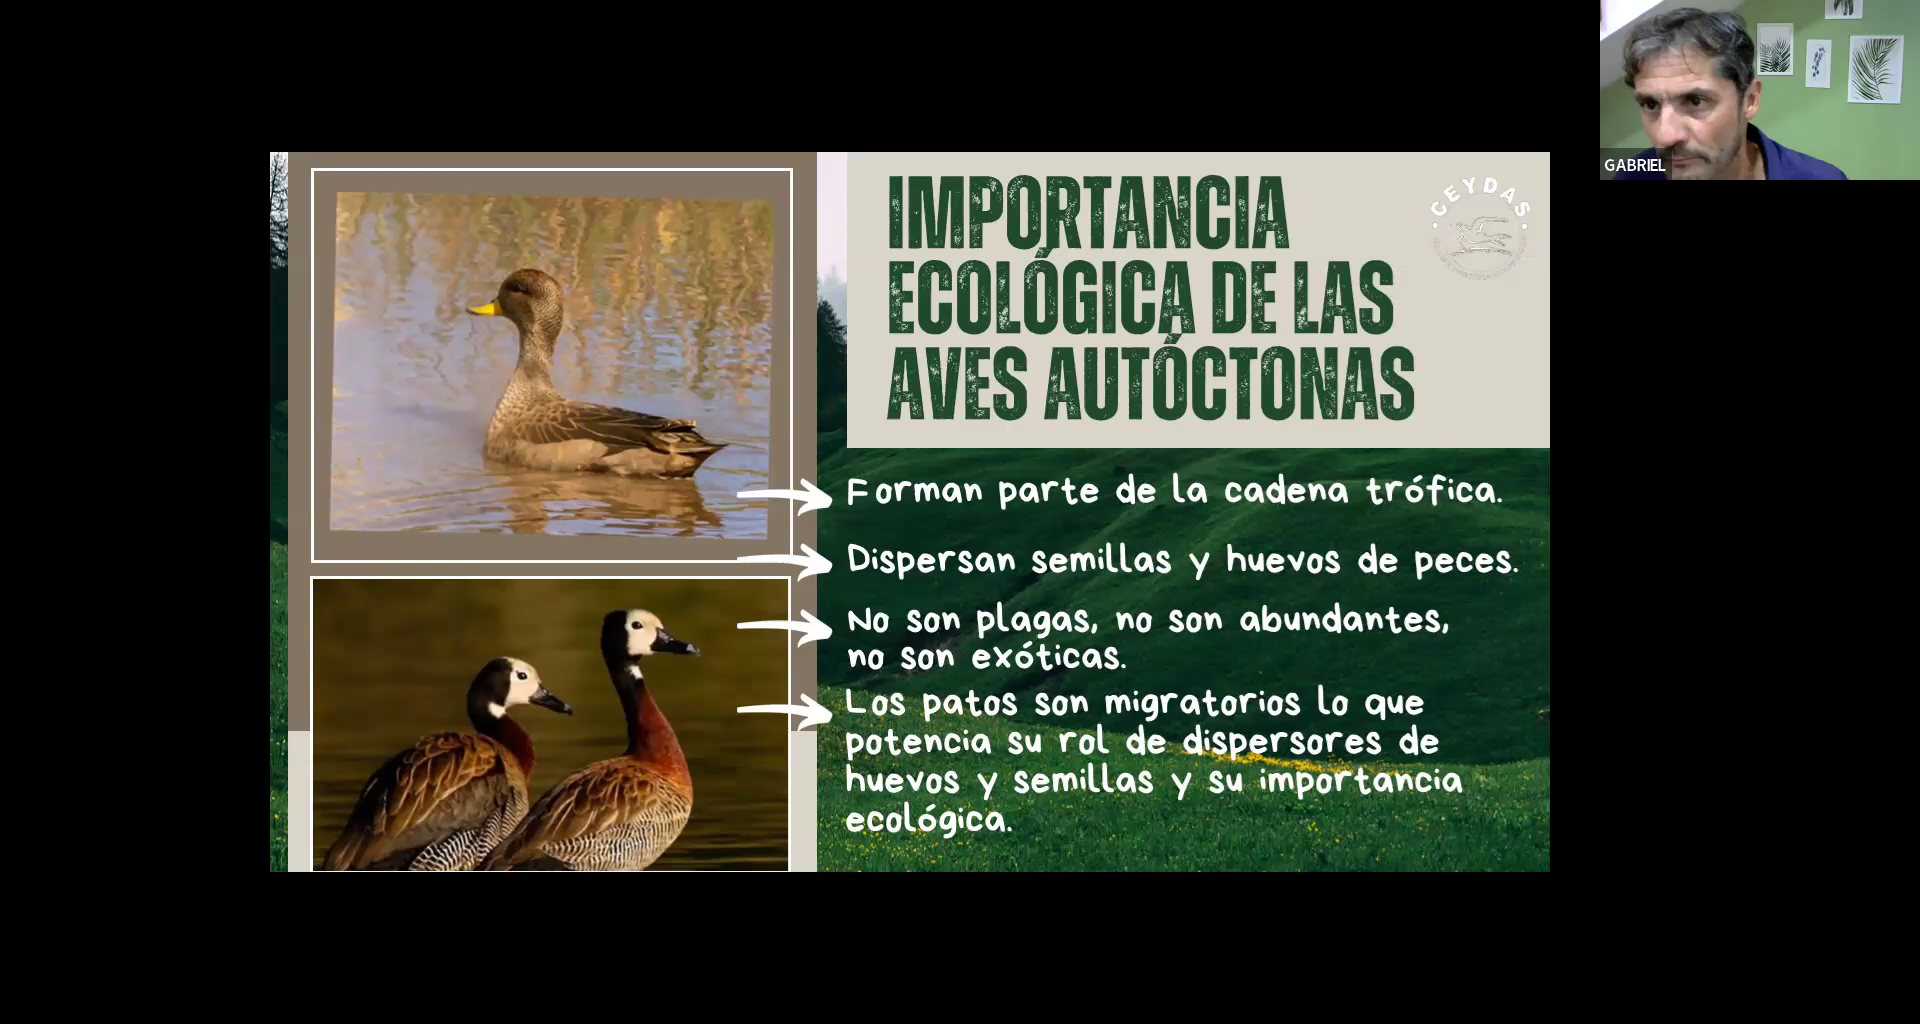 IMPORTANCIA
ECOLÓGICA DE LAS
AVES AUTÓCTONAS
CEYDAS
GABRIEL
Forman parte de la cadena trófica.
Dispersan semillas y huevos de peces.
No son plagas, no son abundantes,
no son exóticas.
Los patos son migratorios lo que
potencia su rol de dispersores de
huevos y semillas y su importancia
ecológica.